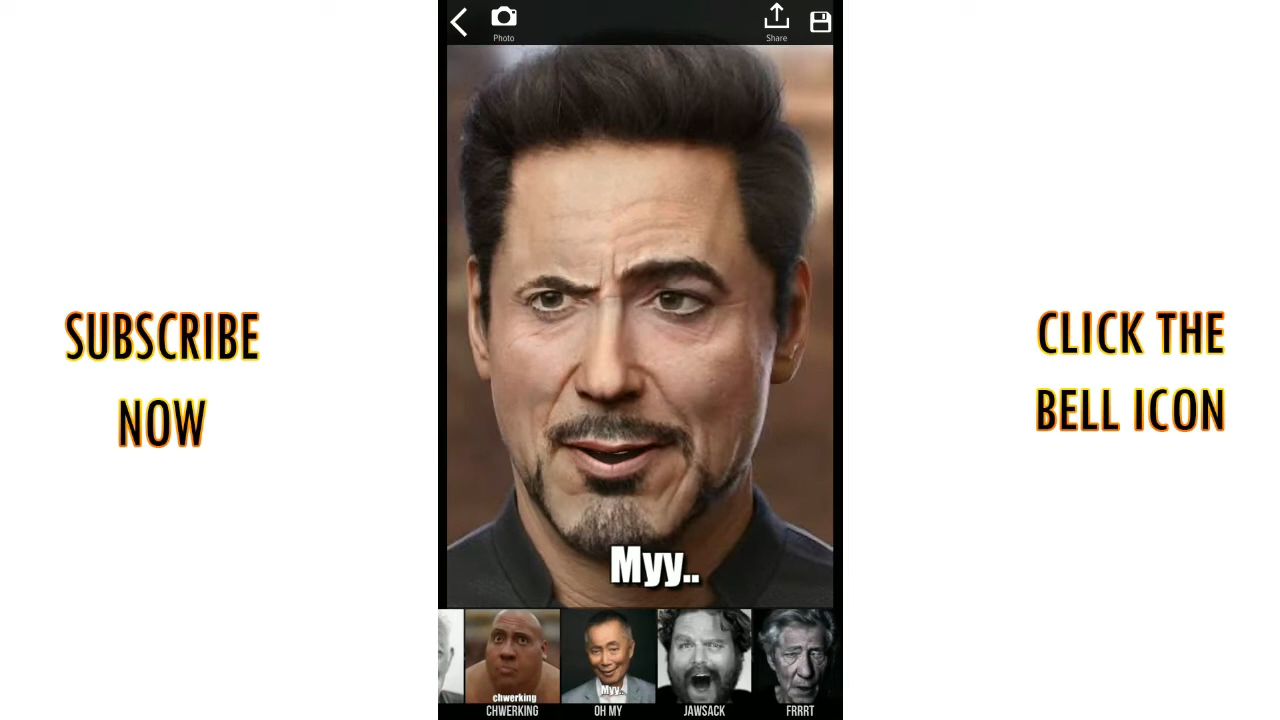 Photo
Share
SUBSCRIBE
NOW
CLICK THE
BELL ICON
Myy..
chwerking
Myy..
CHWERKING
OH MY
JAWSACK
FRRRT